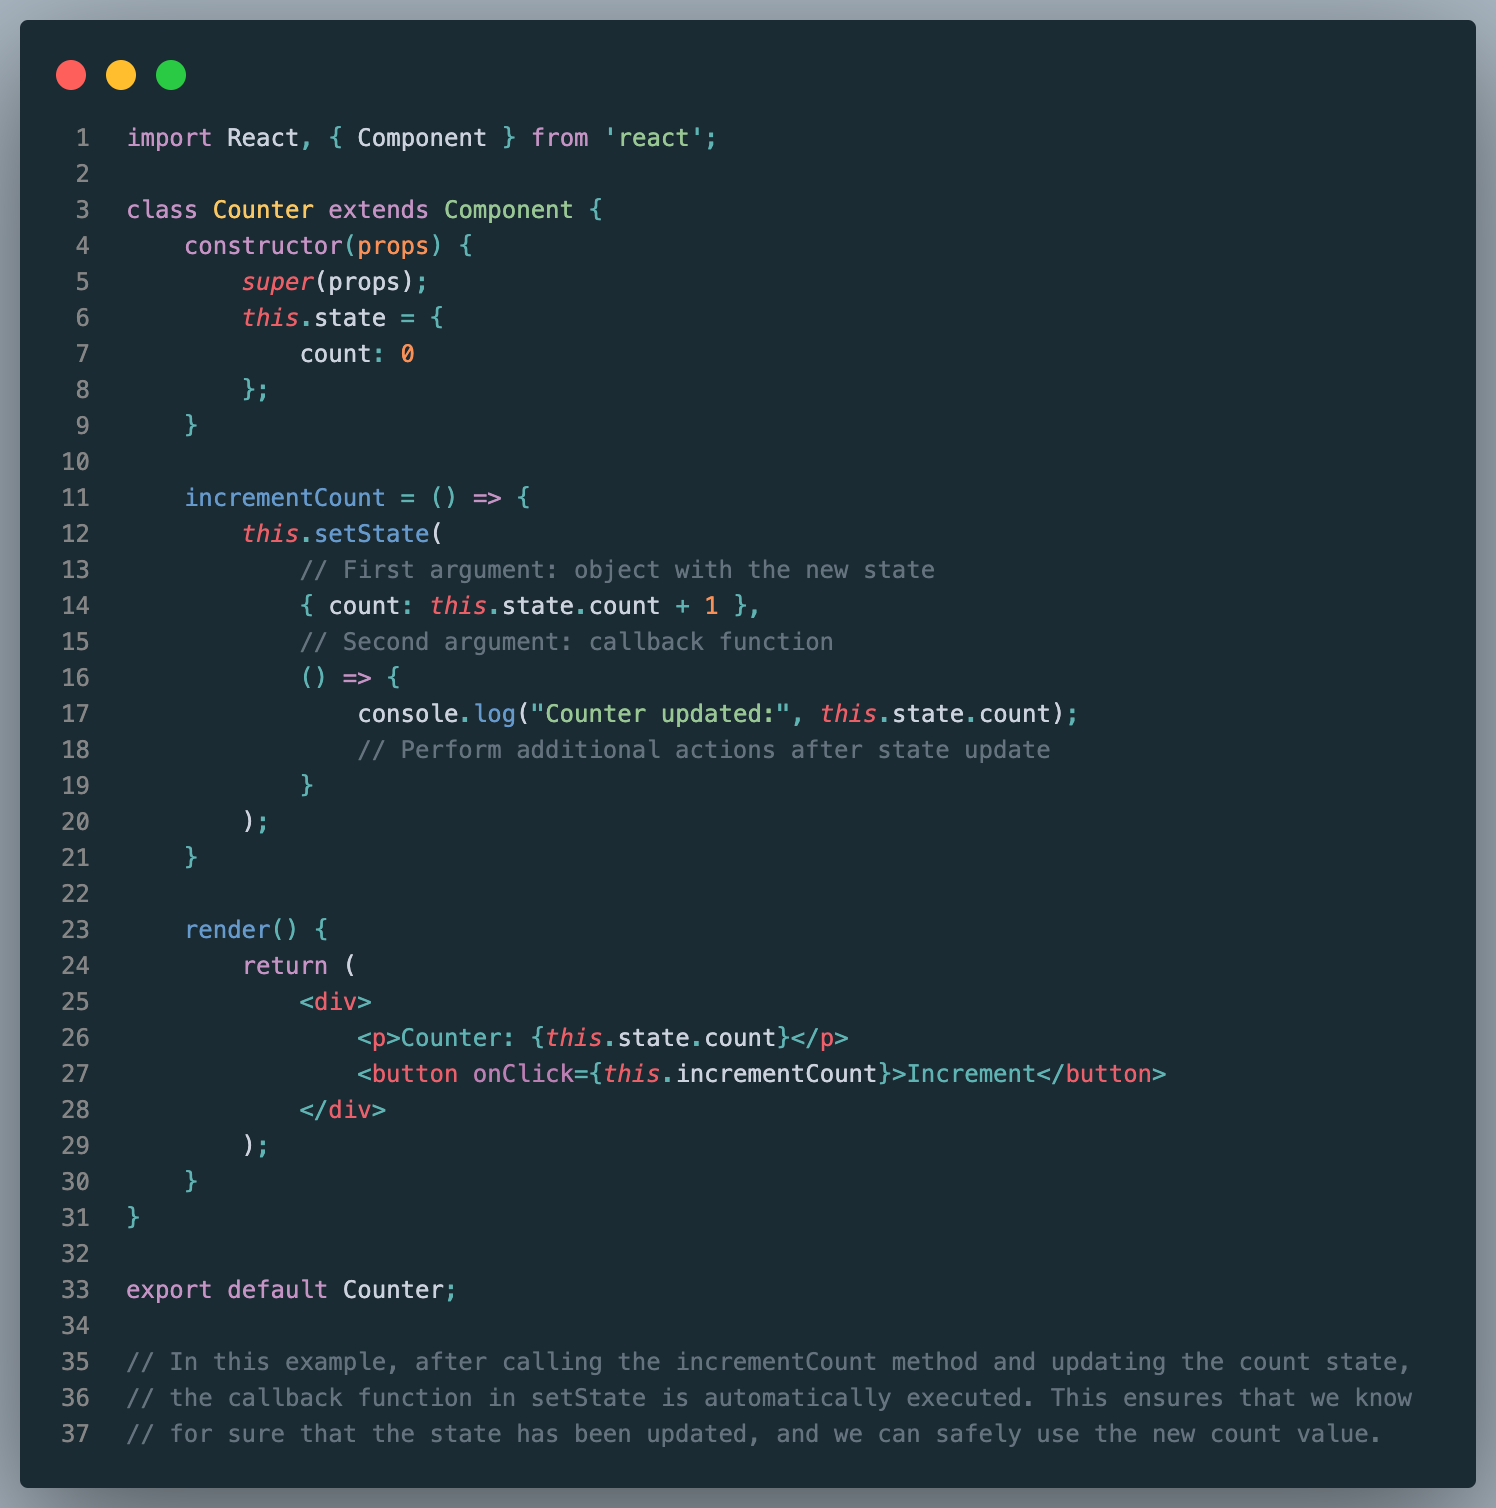 1 import React, { Component } from 'react';
2
3 class Counter extends Component {
4     constructor(props) {
5         super(props);
6         this.state = {
7             count: 0
8         };
9     }
10
11     incrementCount = () => {
12         this.setState(
13             // First argument: object with the new state
14             { count: this.state.count + 1 },
15             // Second argument: callback function
16             () => {
17                 console.log("Counter updated:", this.state.count);
18                 // Perform additional actions after state update
19             }
20         );
21     }
22
23     render() {
24         return (
25             <div>
26                 <p>Counter: {this.state.count}</p>
27                 <button onClick={this.incrementCount}>Increment</button>
28             </div>
29         );
30     }
31 }
32
33 export default Counter;
34
35 // In this example, after calling the incrementCount method and updating the count state,
36 // the callback function in setState is automatically executed. This ensures that we know
37 // for sure that the state has been updated, and we can safely use the new count value.